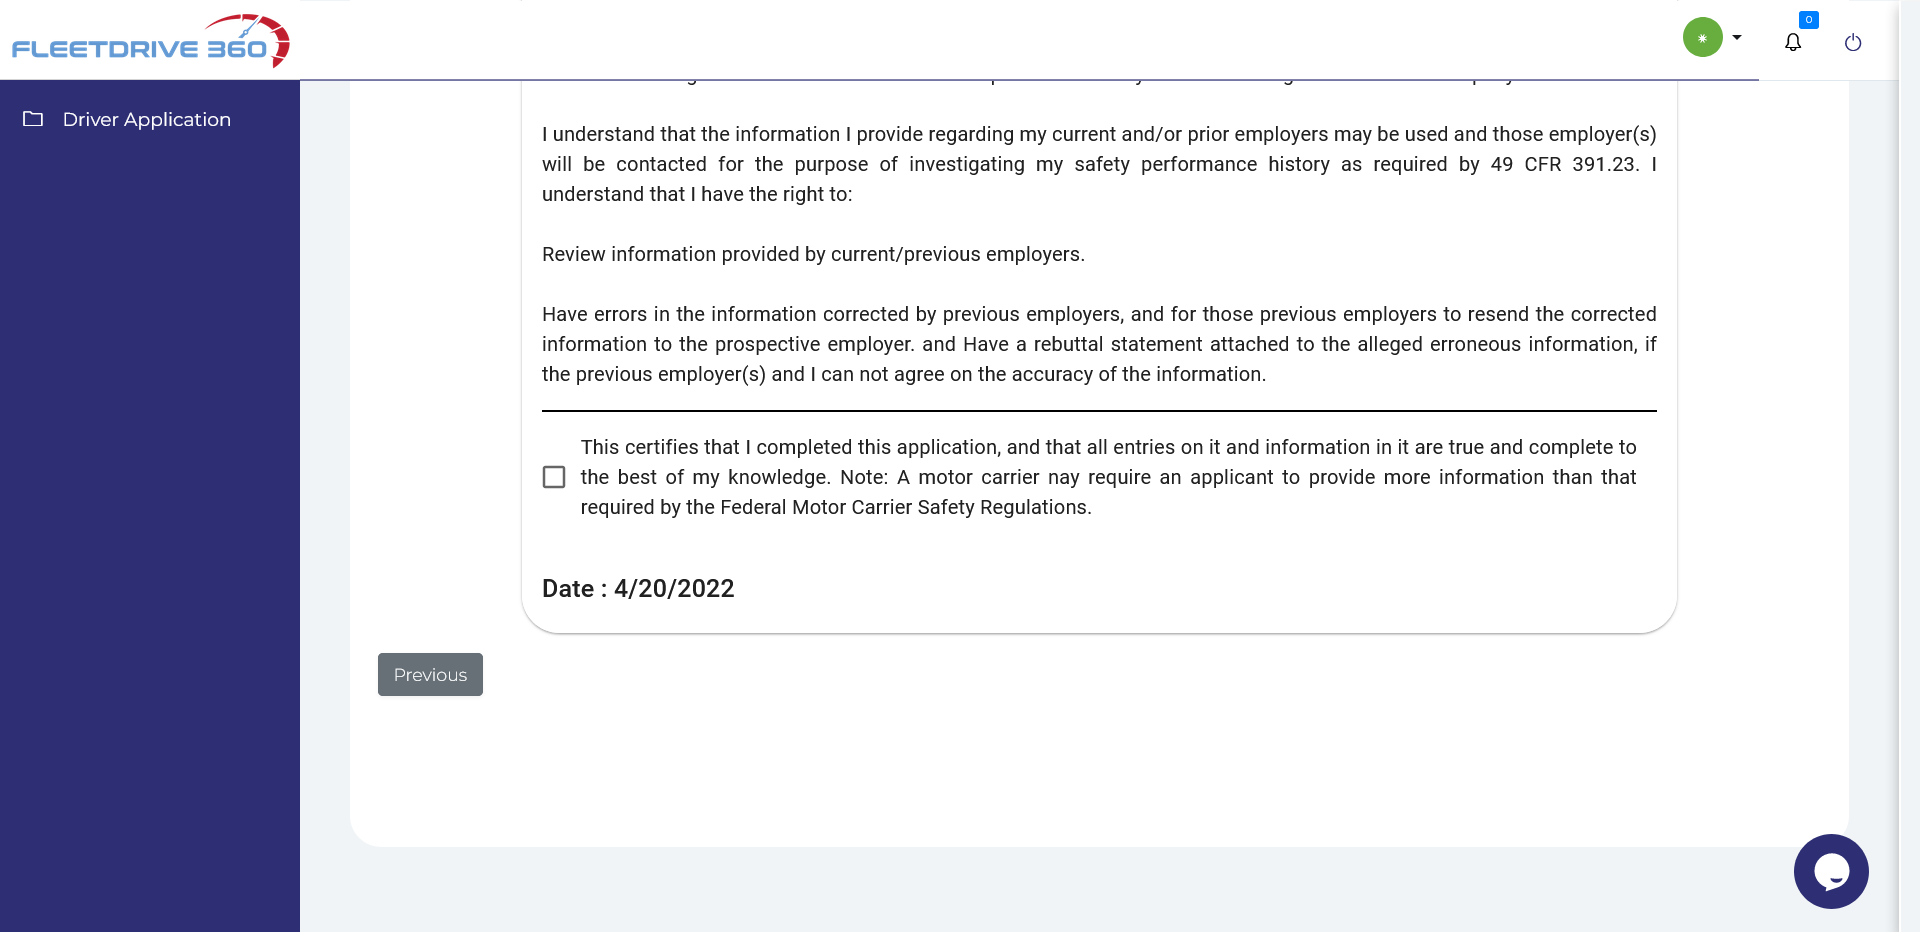 FLEETDRIVE 360
0
Driver Application
I understand that the information I provide regarding my current and/or prior employers may be used and those employer(s)
will be contacted for the purpose of investigating my safety performance history as required by 49 CFR 391.23. I
understand that I have the right to:
Review information provided by current/previous employers.
Have errors in the information corrected by previous employers, and for those previous employers to resend the corrected
information to the prospective employer. and Have a rebuttal statement attached to the alleged erroneous information, if
the previous employer(s) and I can not agree on the accuracy of the information.
This certifies that I completed this application, and that all entries on it and information in it are true and complete to
the best of my knowledge. Note: A motor carrier nay require an applicant to provide more information than that
required by the Federal Motor Carrier Safety Regulations.
Date : 4/20/2022
Previous